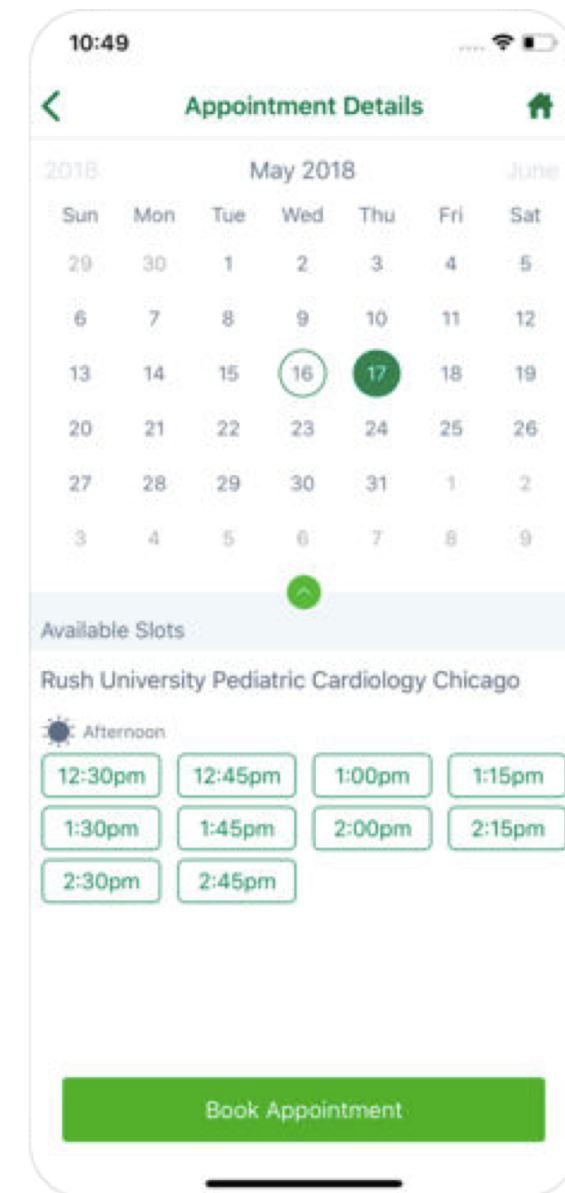 10:49
Appointment Details
2018 May 2018 June
Sun Mon Tue Wed Thu Fri Sat
29 30 1 2 3 4 5
6 7 8 9 10 11 12
13 14 15 16 17 18 19
20 21 22 23 24 25 26
27 28 29 30 31 1 2
3 4 5 6 7 8 9
Available Slots
Rush University Pediatric Cardiology Chicago
Afternoon
12:30pm 12:45pm 1:00pm 1:15pm
1:30pm 1:45pm 2:00pm 2:15pm
2:30pm 2:45pm
Book Appointment